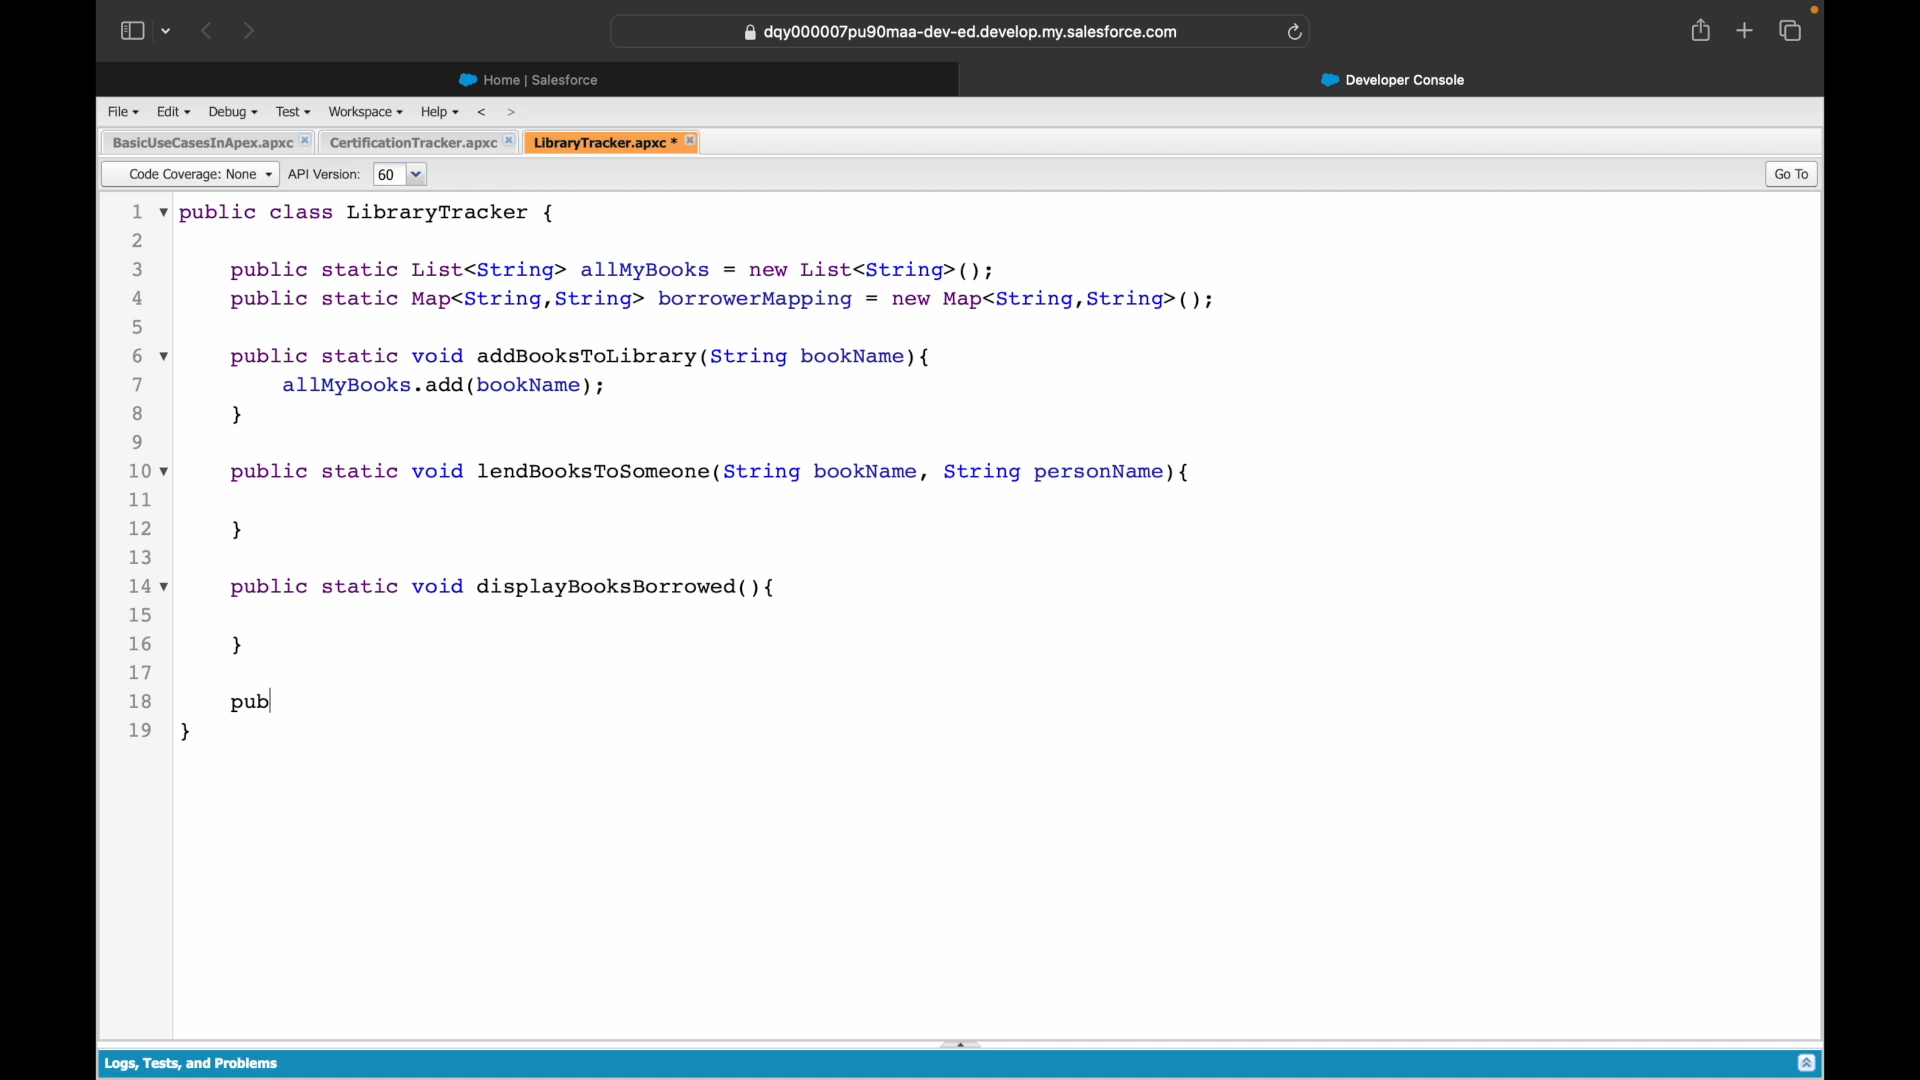 dqy000007pu90maa-dev-ed.develop.my.salesforce.com
Home | Salesforce
Developer Console
File Edit Debug Test Workspace Help < >
BasicUseCasesInApex.apxc CertificationTracker.apxc LibraryTracker.apxc *
Code Coverage: None API Version: 60 Go To
1 public class LibraryTracker {
2
3 public static List<String> allMyBooks = new List<String>();
4 public static Map<String,String> borrowerMapping = new Map<String,String>();
5
6 public static void addBooksToLibrary(String bookName){
7 allMyBooks.add(bookName);
8 }
9
10 public static void lendBooksToSomeone(String bookName, String personName){
11
12 }
13
14 public static void displayBooksBorrowed(){
15
16 }
17
18 pub
19 }
Logs, Tests, and Problems